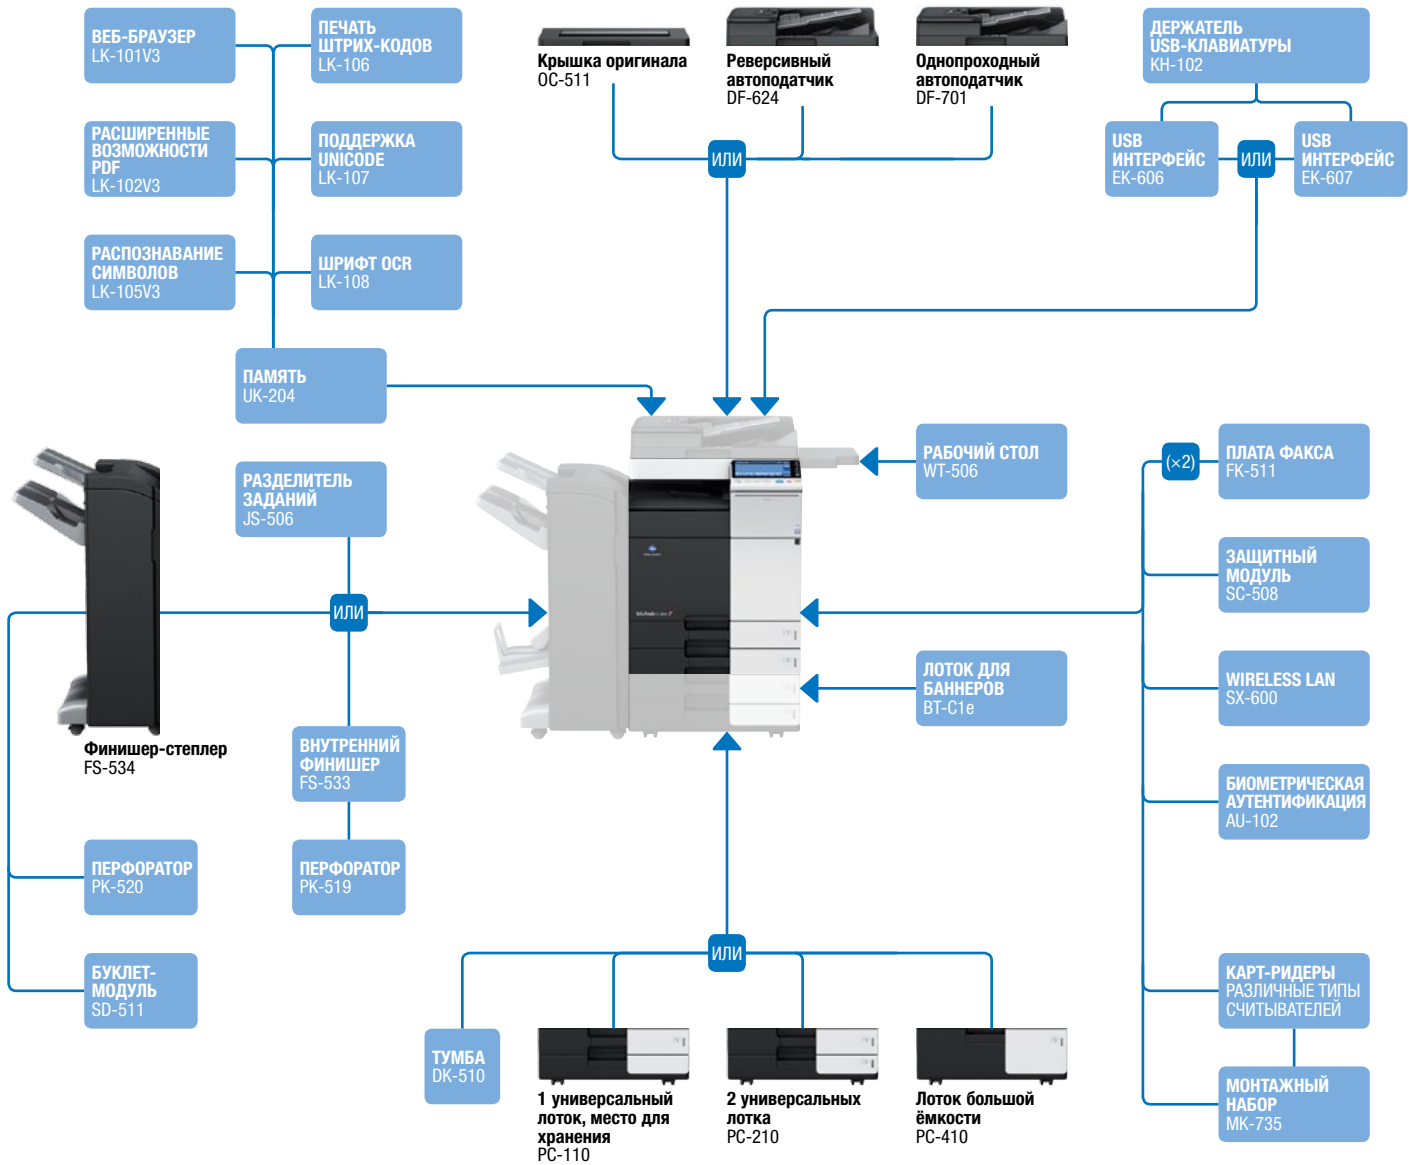 ВЕБ-БРАУЗЕР
LK-101V3
ПЕЧАТЬ
ШТРИХ-КОДОВ
LK-106
Крышка оригинала
OC-511
Реверсивный
автоподатчик
DF-624
Однопроходный
автоподатчик
DF-701
ДЕРЖАТЕЛЬ
USB-КЛАВИАТУРЫ
KH-102
РАСШИРЕННЫЕ
ВОЗМОЖНОСТИ
PDF
LK-102V3
ПОДДЕРЖКА
UNICODE
LK-107
ИЛИ
USB
ИНТЕРФЕЙС
EK-606
ИЛИ
USB
ИНТЕРФЕЙС
EK-607
РАСПОЗНАВАНИЕ
СИМВОЛОВ
LK-105V3
ШРИФТ OCR
LK-108
ПАМЯТЬ
UK-204
РАБОЧИЙ СТОЛ
WT-506
(×2)
ПЛАТА ФАКСА
FK-511
РАЗДЕЛИТЕЛЬ
ЗАДАНИЙ
JS-506
ЗАЩИТНЫЙ
МОДУЛЬ
SC-508
ИЛИ
ЛОТОК ДЛЯ
БАННЕРОВ
BT-C1e
WIRELESS LAN
SX-600
Финишер-степлер
FS-534
ВНУТРЕННИЙ
ФИНИШЕР
FS-533
БИОМЕТРИЧЕСКАЯ
АУТЕНТИФИКАЦИЯ
AU-102
ПЕРФОРАТОР
PK-520
ПЕРФОРАТОР
PK-519
ИЛИ
БУКЛЕТ-
МОДУЛЬ
SD-511
КАРТ-РИДЕРЫ
РАЗЛИЧНЫЕ ТИПЫ
СЧИТЫВАТЕЛЕЙ
ТУМБА
DK-510
1 универсальный
лоток, место для
хранения
PC-110
2 универсальных
лотка
PC-210
Лоток большой
ёмкости
PC-410
МОНТАЖНЫЙ
НАБОР
MK-735